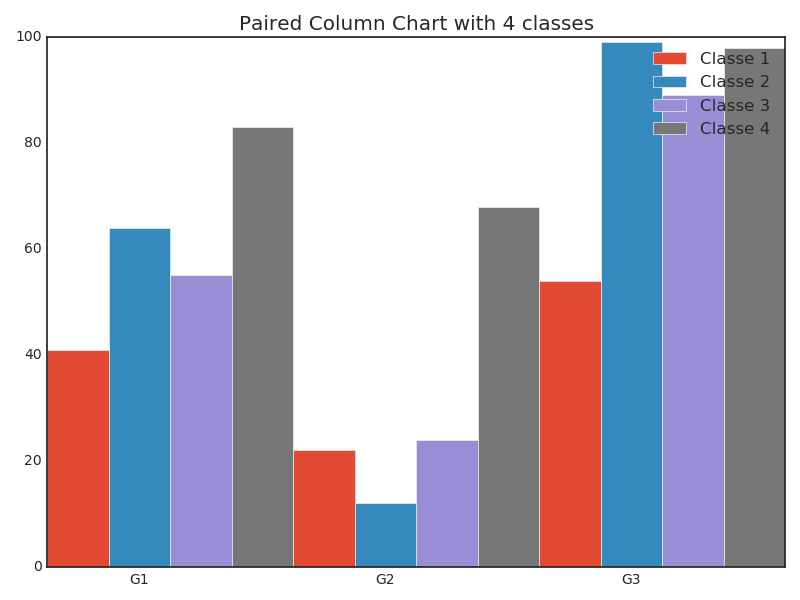 Paired Column Chart with 4 classes
100
80
60
40
20
0
Classe 1
Classe 2
Classe 3
Classe 4
G1 G2 G3